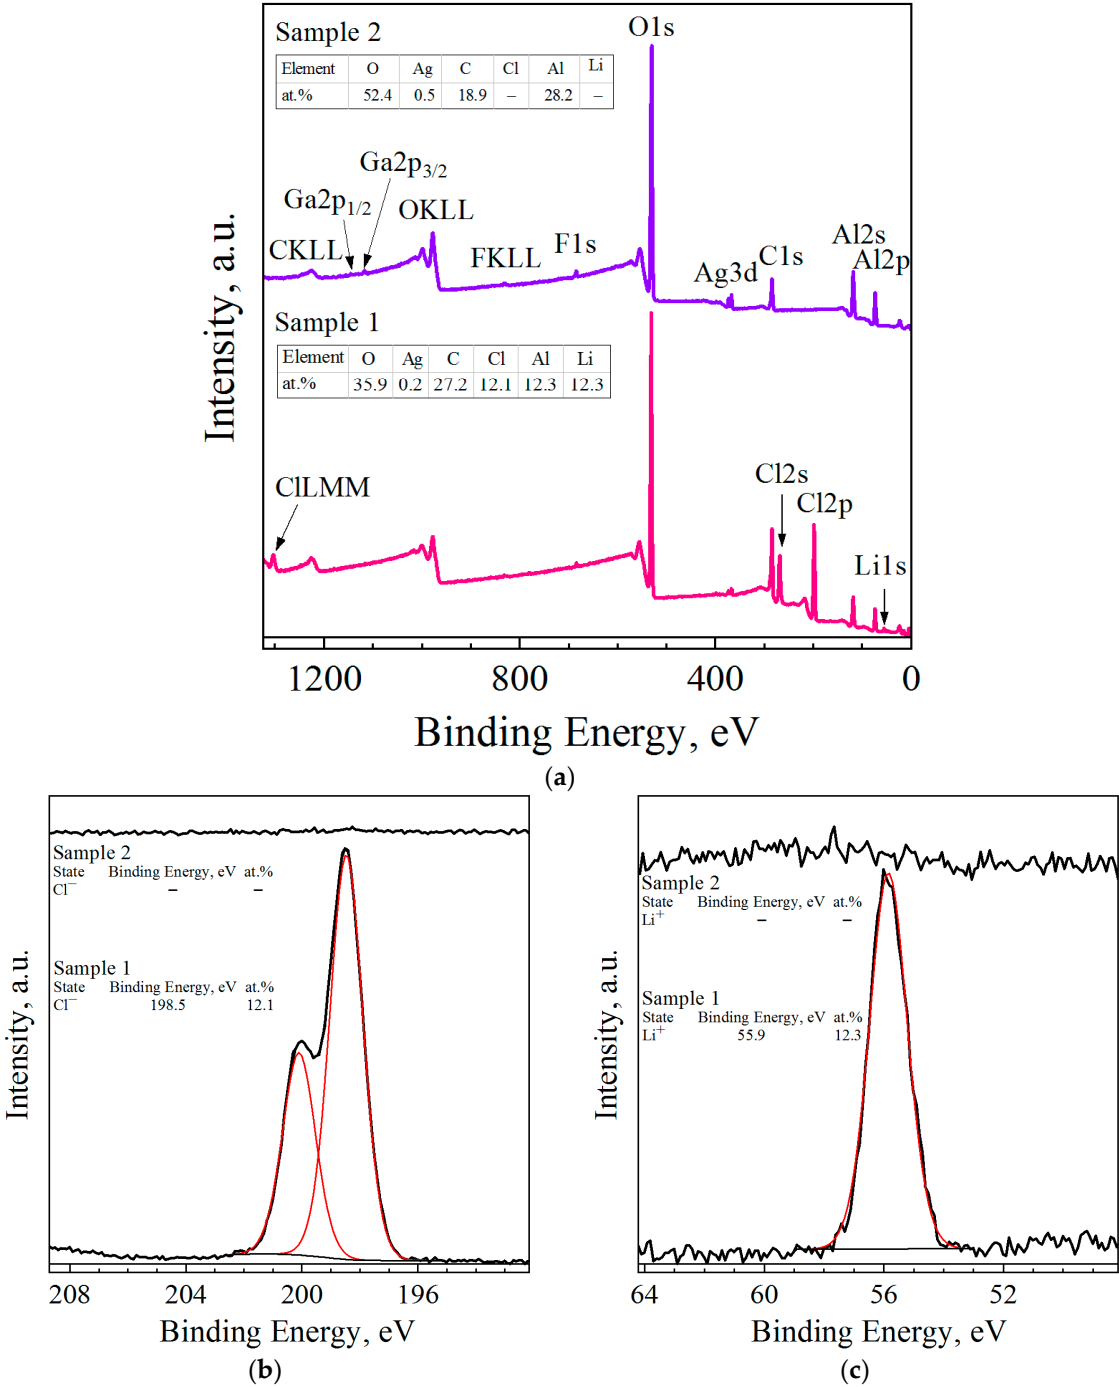 Sample 2
O1s
Element O Ag C Cl Al Li
at.% 52.4 0.5 18.9 – 28.2 –
Ga2p3/2
Ga2p1/2
OKLL
CKLL
FKLL
F1s
Ag3d
C1s
Al2s
Al2p
Sample 1
Element O Ag C Cl Al Li
at.% 35.9 0.2 27.2 12.1 12.3 12.3
ClLMM
Cl2s
Cl2p
Li1s
Intensity, a.u.
1200 800 400 0
Binding Energy, eV
(a)
Sample 2
State Binding Energy, eV at.%
Cl− – –
Sample 1
State Binding Energy, eV at.%
Cl− 198.5 12.1
Intensity, a.u.
208 204 200 196
Binding Energy, eV
(b)
Sample 2
State Binding Energy, eV at.%
Li+ – –
Sample 1
State Binding Energy, eV at.%
Li+ 55.9 12.3
Intensity, a.u.
64 60 56 52
Binding Energy, eV
(c)